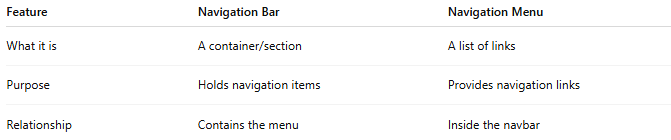 Feature Navigation Bar Navigation Menu
What it is A container/section A list of links
Purpose Holds navigation items Provides navigation links
Relationship Contains the menu Inside the navbar